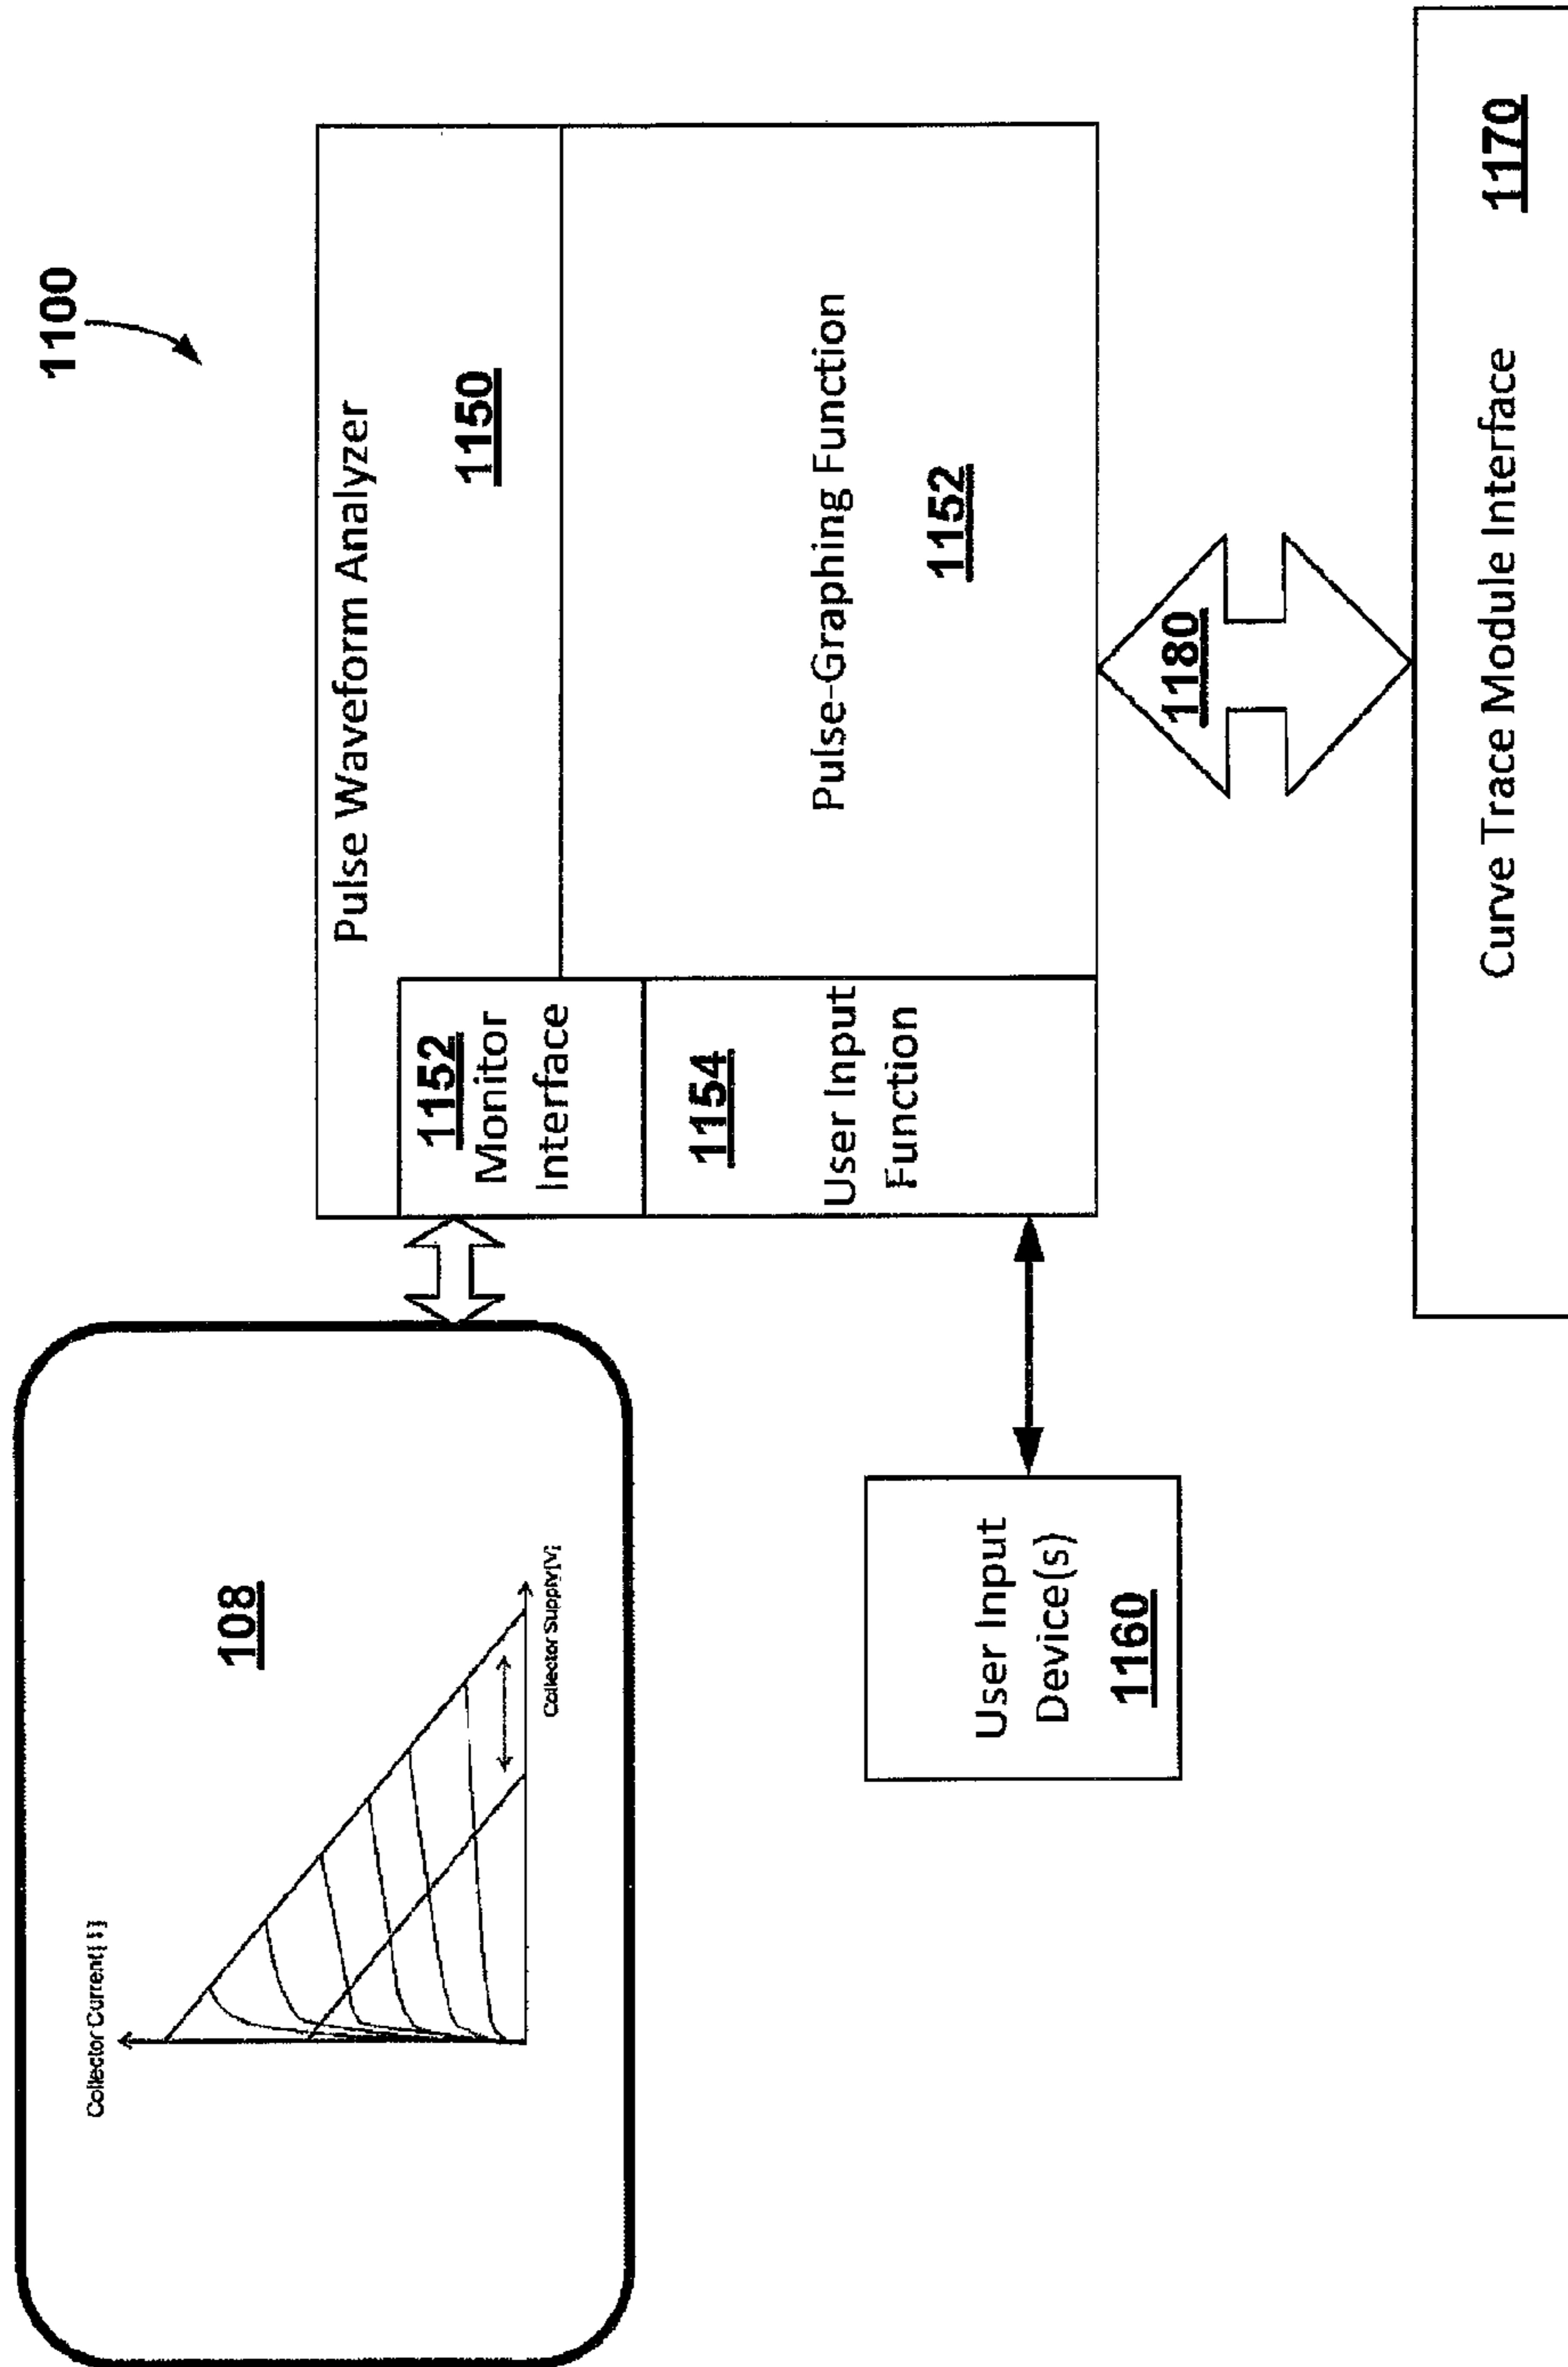 1100
Collector Current[I]
108
Collector Supply[V]
Pulse Waveform Analyzer
1150
1152
Monitor
Interface
Pulse-Graphing Function
1152
1154
User Input
Function
User Input
Device(s)
1160
1180
Curve Trace Module Interface
1170